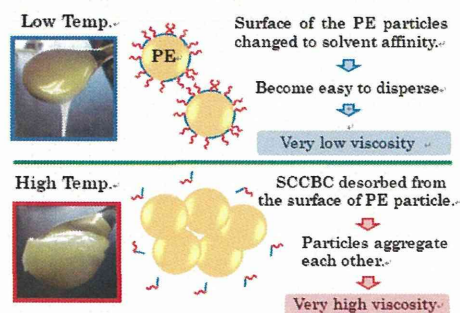 Low Temp.
PE
Surface of the PE particles
changed to solvent affinity.
Become easy to disperse.
Very low viscosity
High Temp.
SCCBC desorbed from
the surface of PE particle.
Particles aggregate
each other.
Very high viscosity